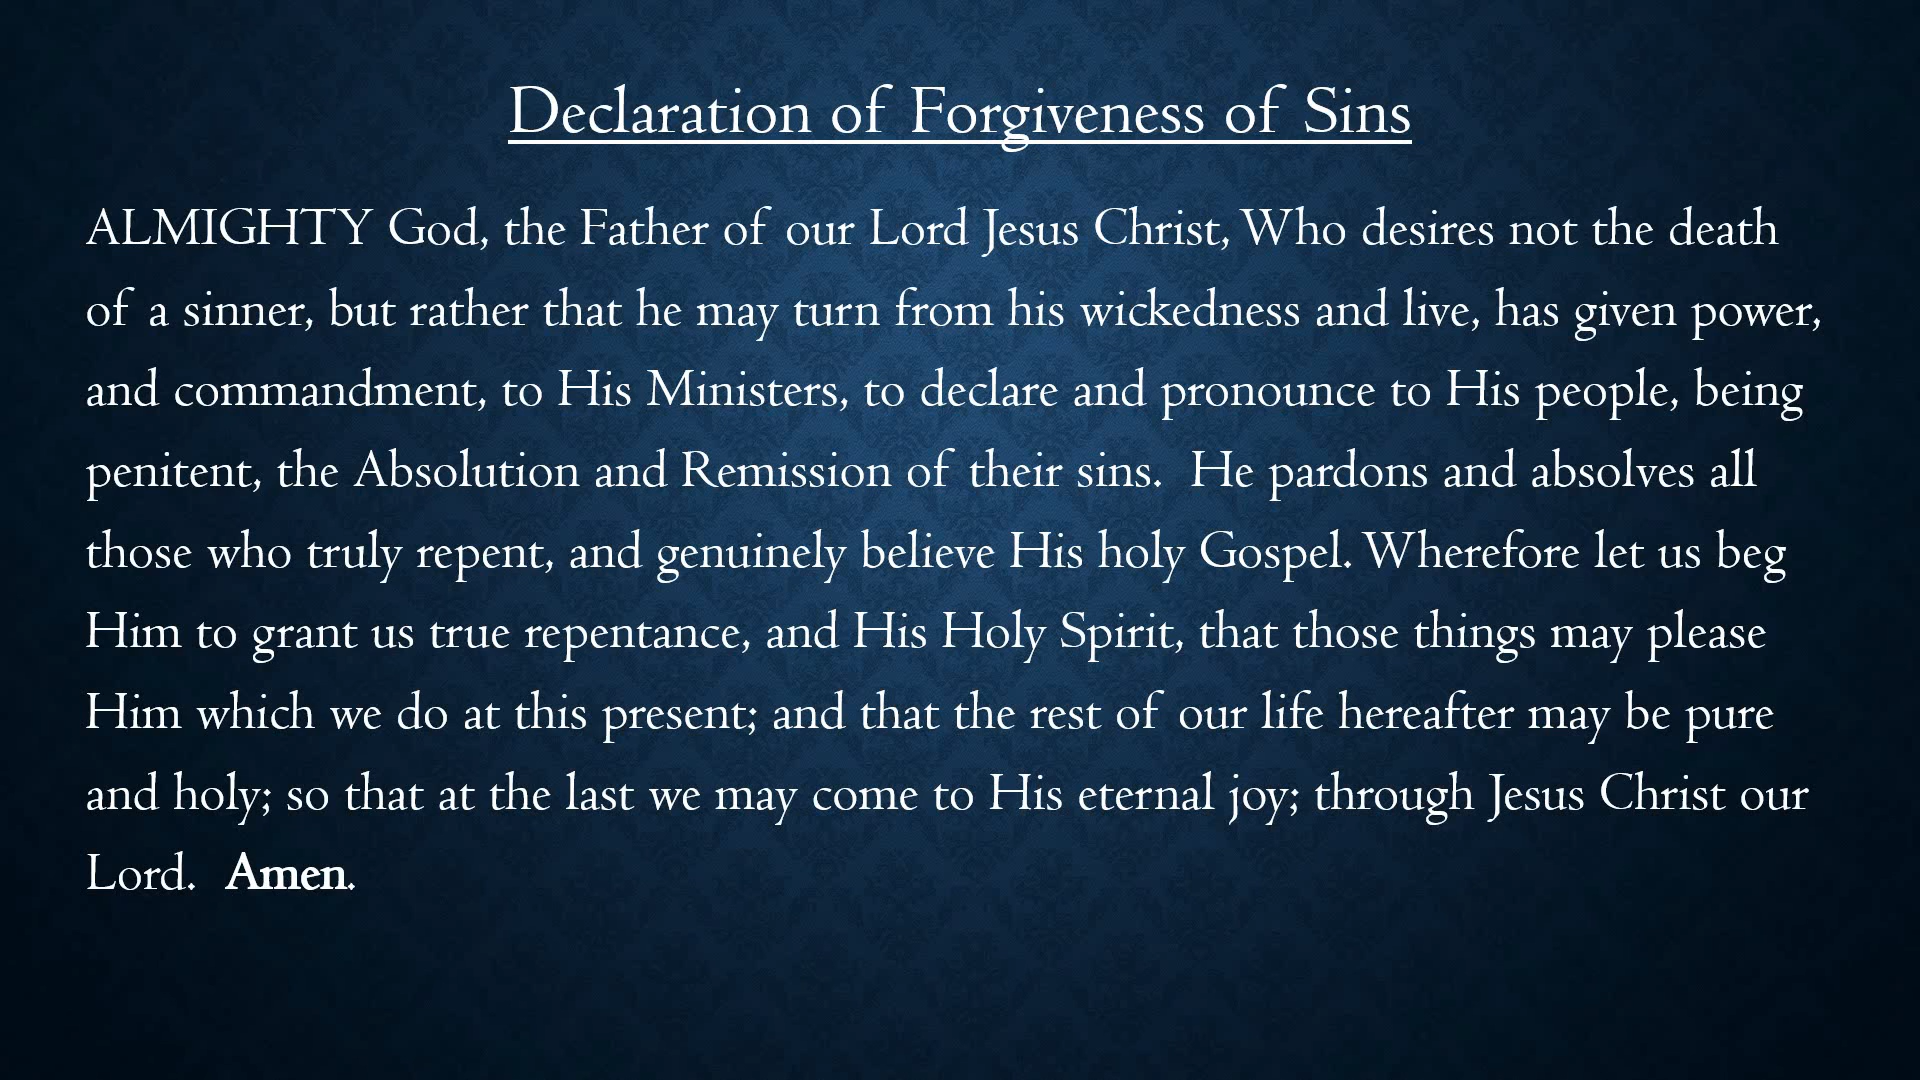 Declaration of Forgiveness of Sins
ALMIGHTY God, the Father of our Lord Jesus Christ, Who desires not the death
of a sinner, but rather that he may turn from his wickedness and live, has given power,
and commandment, to His Ministers, to declare and pronounce to His people, being
penitent, the Absolution and Remission of their sins.  He pardons and absolves all
those who truly repent, and genuinely believe His holy Gospel. Wherefore let us beg
Him to grant us true repentance, and His Holy Spirit, that those things may please
Him which we do at this present; and that the rest of our life hereafter may be pure
and holy; so that at the last we may come to His eternal joy; through Jesus Christ our
Lord.  Amen.